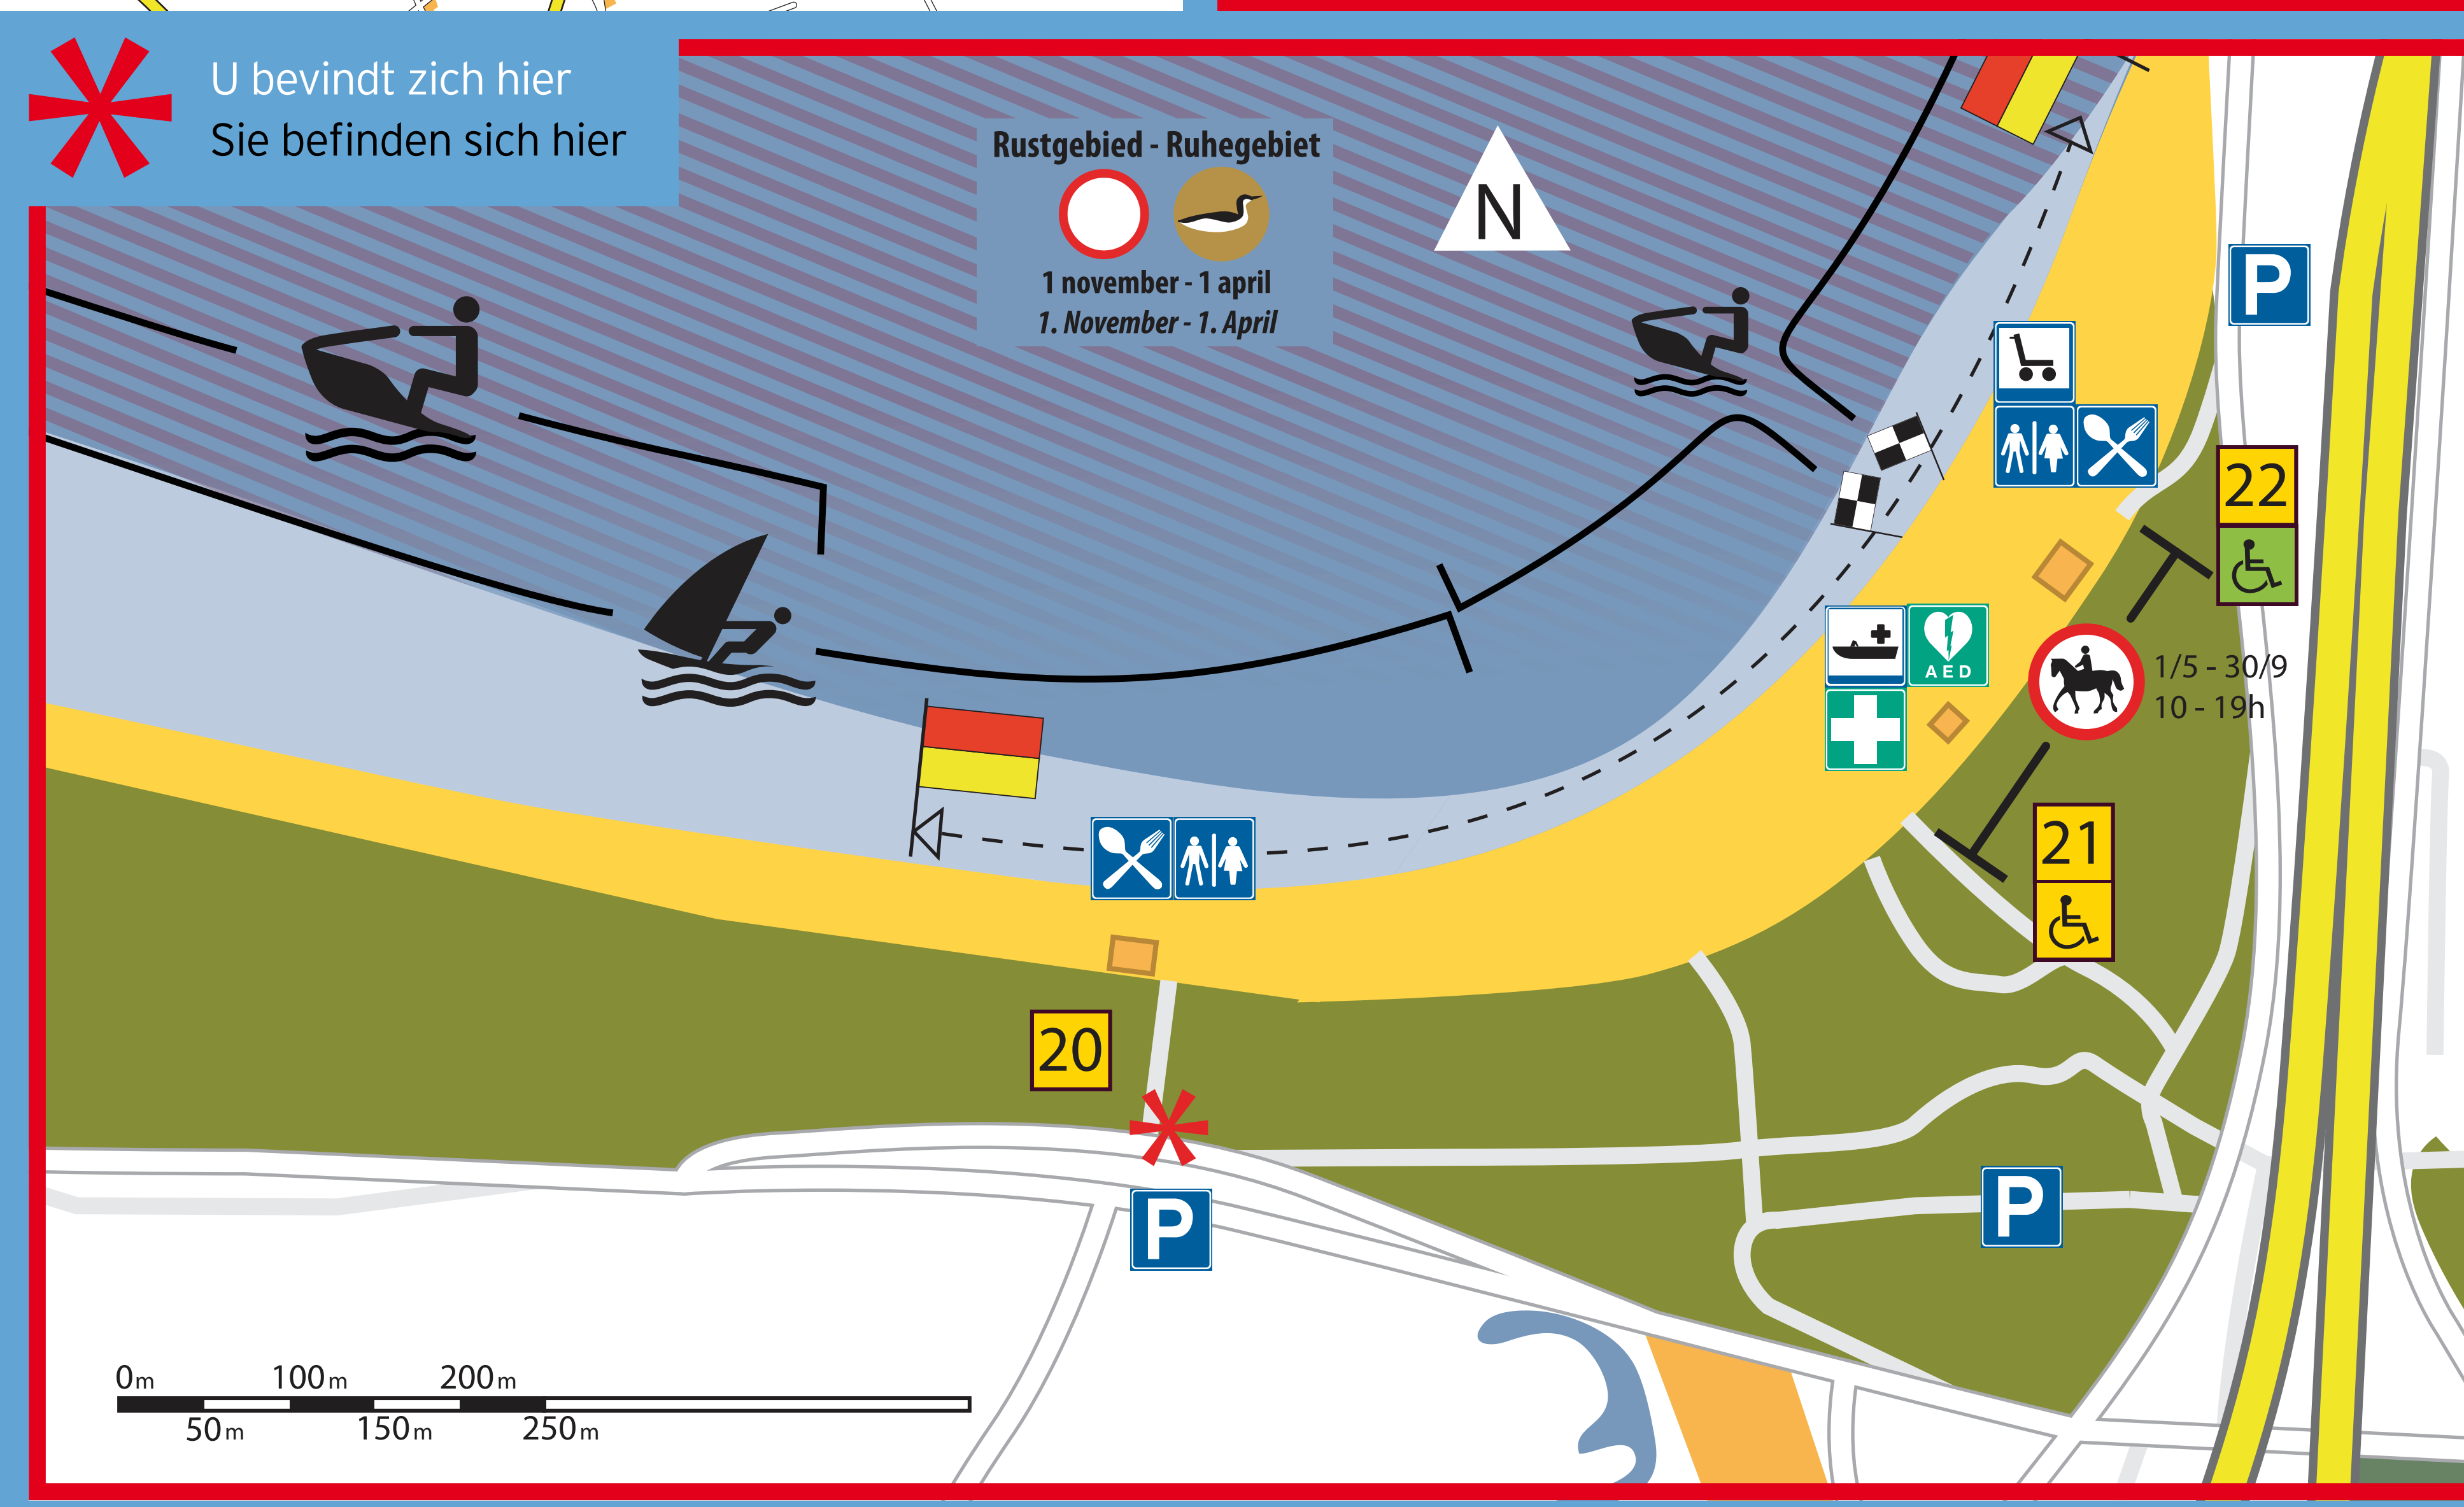 U bevindt zich hier
Sie befinden sich hier
Rustgebied - Ruhegebiet
1 november - 1 april
1. November - 1. April
N
P
22
AED
1/5 - 30/9
10 - 19h
21
20
P
P
0m 100m 200m
50m 150m 250m